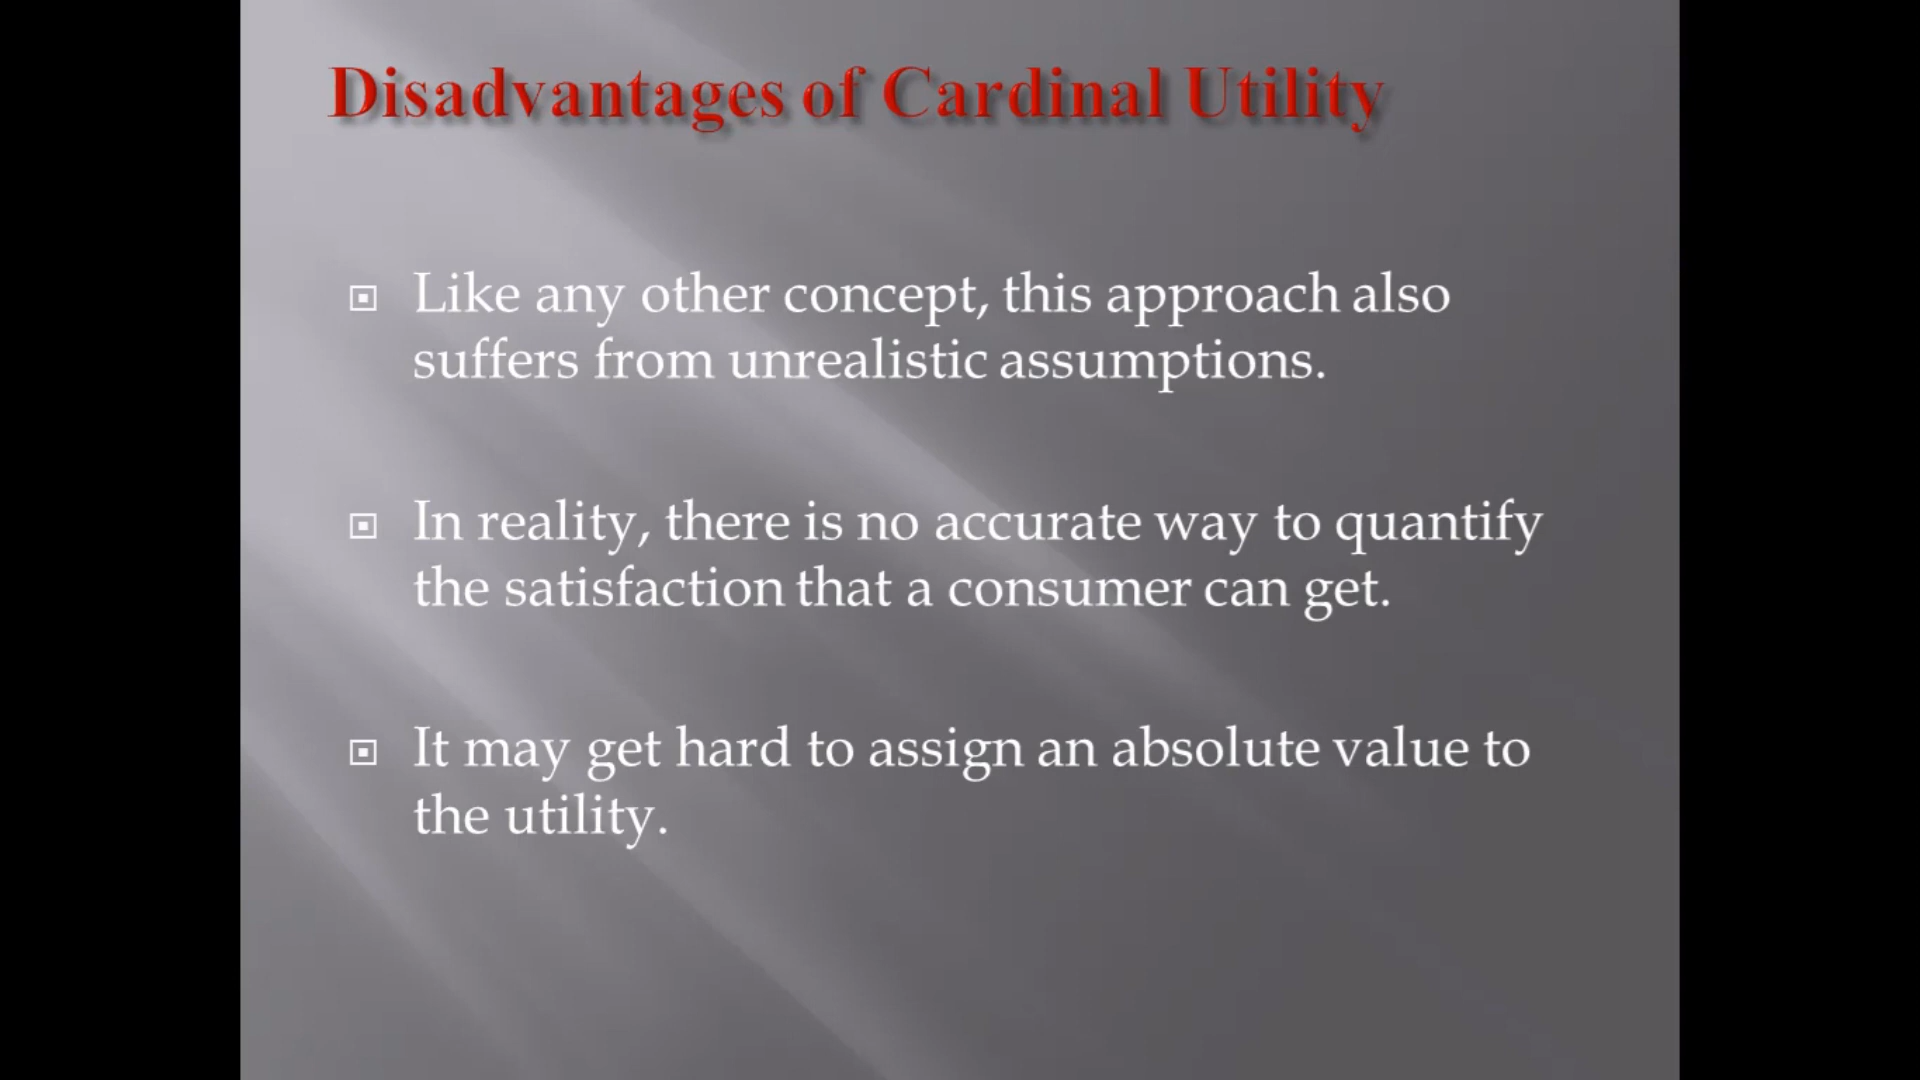 Disadvantages of Cardinal Utility
Like any other concept, this approach also
suffers from unrealistic assumptions.
In reality, there is no accurate way to quantify
the satisfaction that a consumer can get.
It may get hard to assign an absolute value to
the utility.